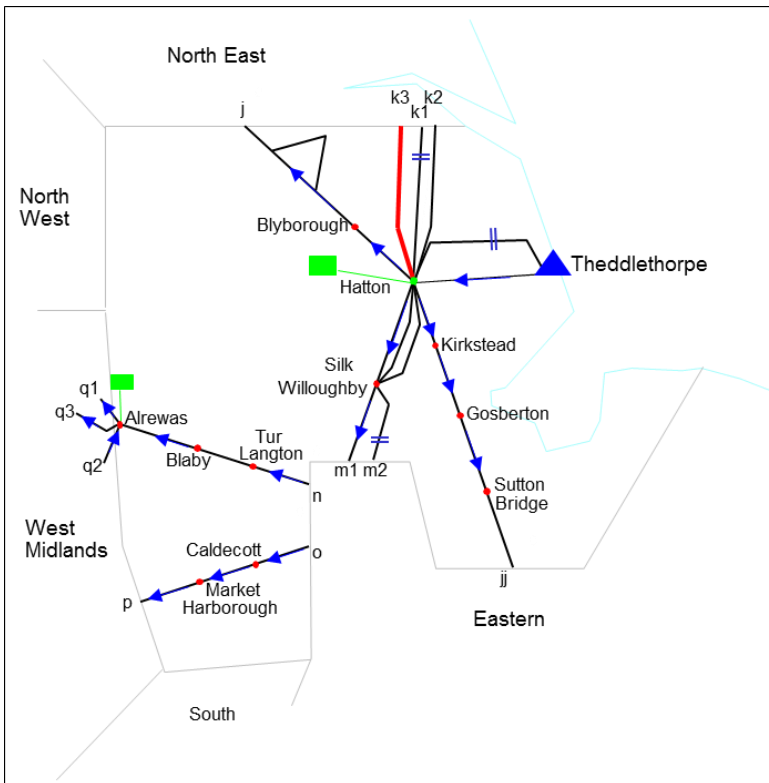 North East
k3
k2
k1
j
North
West
Blyborough
Theddlethorpe
Hatton
Kirkstead
Silk
Willoughby
q1
q3
Alrewas
Gosberton
Tur
Langton
Blaby
q2
m1
m2
Sutton
Bridge
n
West
Midlands
Caldecott
o
Market
Harborough
p
jj
Eastern
South